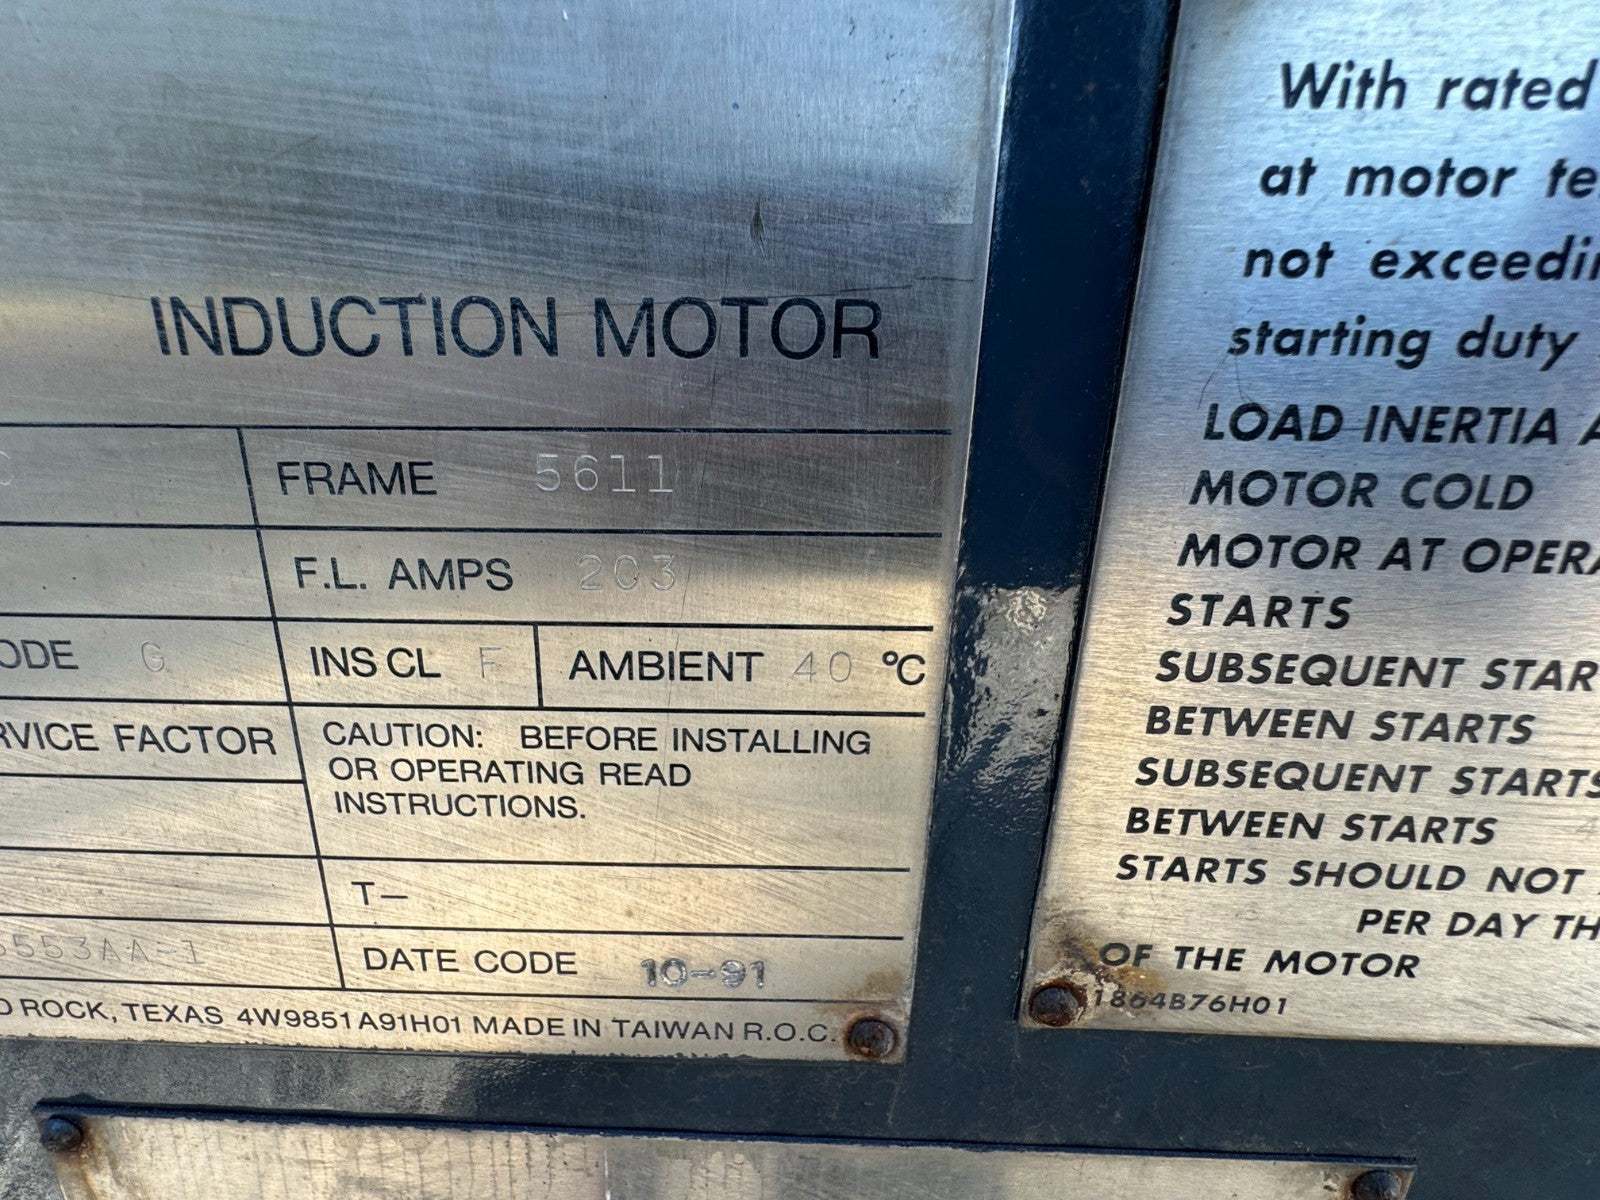 INDUCTION MOTOR
FRAME 5611
F.L. AMPS 203
ODE G INS CL F AMBIENT 40 °C
RVICE FACTOR
CAUTION: BEFORE INSTALLING
OR OPERATING READ
INSTRUCTIONS.
T—
5553AA-1 DATE CODE 10-91
D ROCK, TEXAS 4W9851A91H01 MADE IN TAIWAN R.O.C.
With rated
at motor te
not exceedin
starting duty
LOAD INERTIA A
MOTOR COLD
MOTOR AT OPERA
STARTS
SUBSEQUENT STAR
BETWEEN STARTS
SUBSEQUENT STARTS
BETWEEN STARTS
STARTS SHOULD NOT
PER DAY TH
OF THE MOTOR
1864B76H01